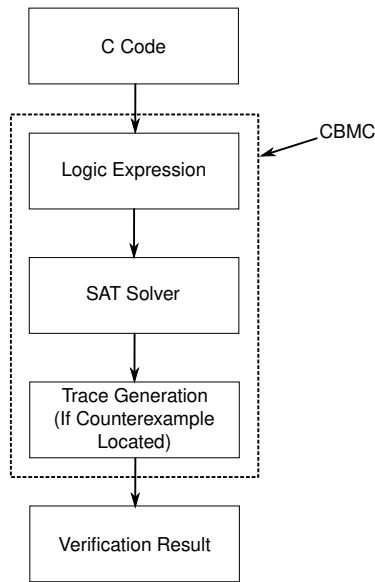 C Code
CBMC
Logic Expression
SAT Solver
Trace Generation
(If Counterexample
Located)
Verification Result